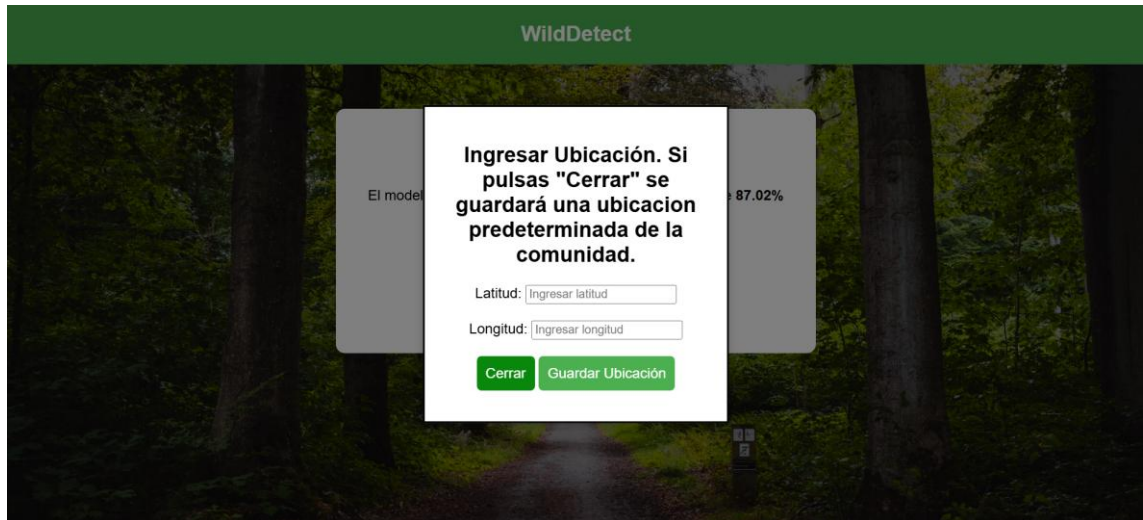 WildDetect
Ingresar Ubicación. Si
pulsas "Cerrar" se
guardará una ubicacion
predeterminada de la
comunidad.
El model
87.02%
Latitud: Ingresar latitud
Longitud: Ingresar longitud
Cerrar Guardar Ubicación